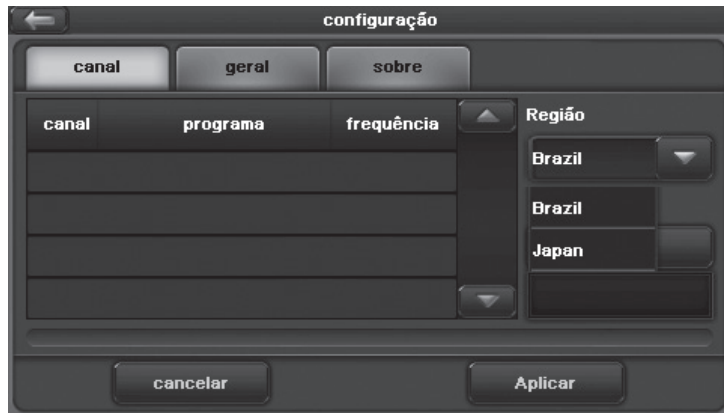 configuração
canal geral sobre
canal programa frequência
Região
Brazil
Brazil
Japan
cancelar Aplicar